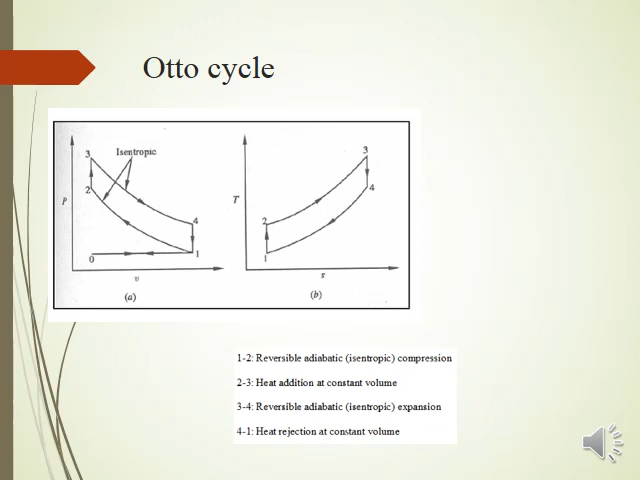 Otto cycle
3
Isentropic
2
P
4
0
1
v
(a)
3
4
T
2
1
s
(b)
1-2: Reversible adiabatic (isentropic) compression
2-3: Heat addition at constant volume
3-4: Reversible adiabatic (isentropic) expansion
4-1: Heat rejection at constant volume